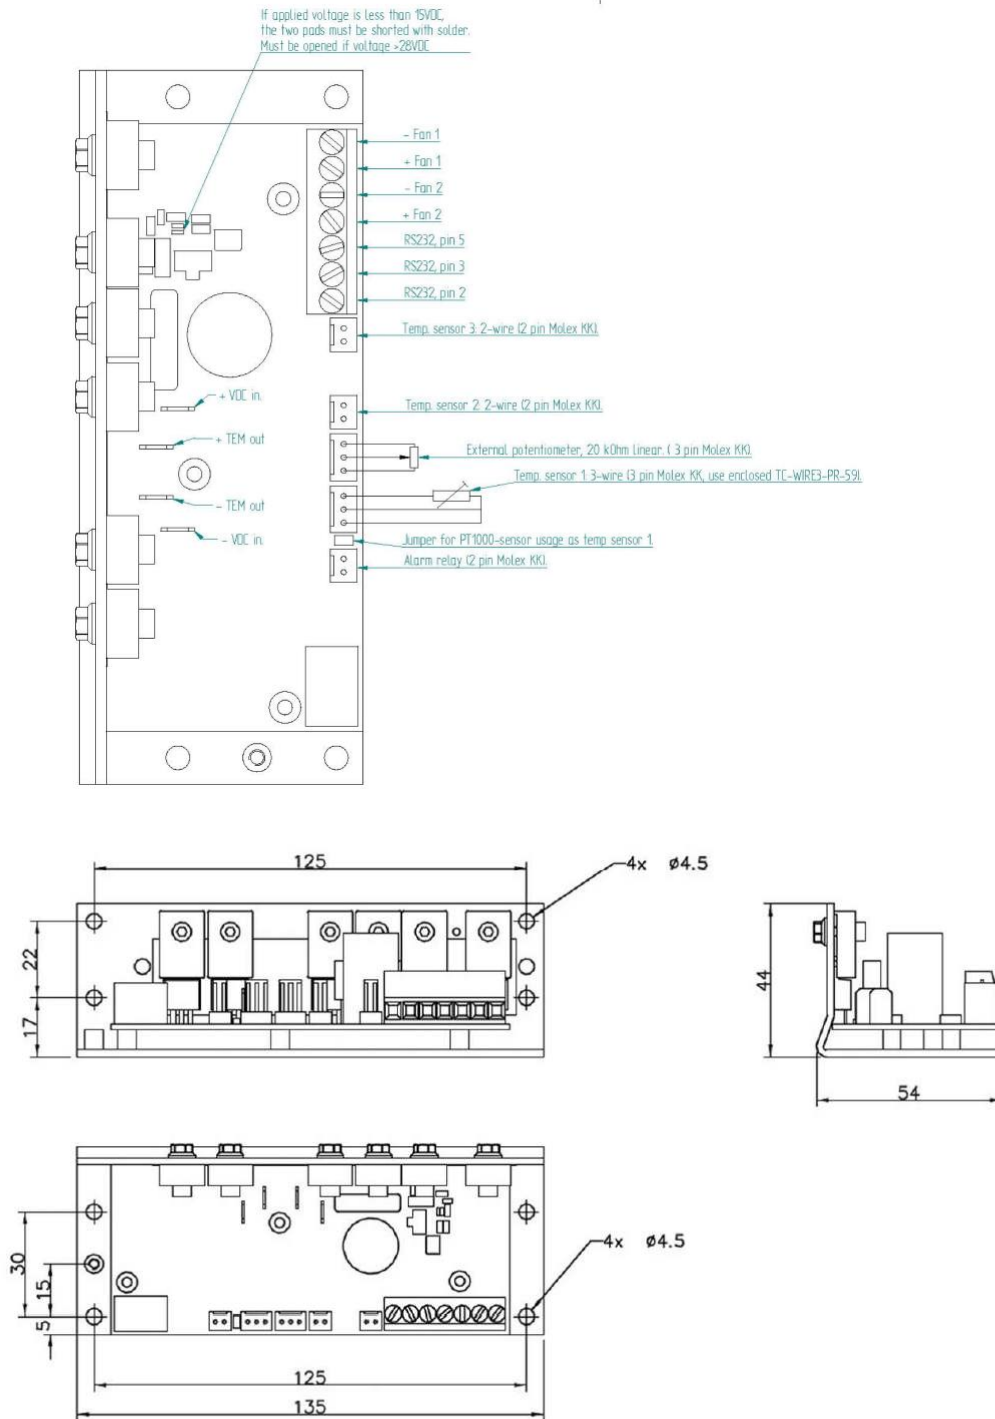 If applied voltage is less than 15VDC,
the two pads must be shorted with solder.
Must be opened if voltage >28VDC
- Fan 1
+ Fan 1
- Fan 2
+ Fan 2
RS232, pin 5
RS232, pin 3
RS232, pin 2
Temp. sensor 3: 2-wire (2 pin Molex KK).
+ VDC in.
Temp. sensor 2: 2-wire (2 pin Molex KK).
+ TEM out
External potentiometer, 20 kOhm linear. ( 3 pin Molex KK).
Temp. sensor 1: 3-wire (3 pin Molex KK, use enclosed TC-WIRE3-PR-59).
- TEM out
- VDC in.
Jumper for PT1000-sensor usage as temp sensor 1.
Alarm relay (2 pin Molex KK).
125
4x ø4.5
22
17
44
54
30
15
5
4x ø4.5
125
135